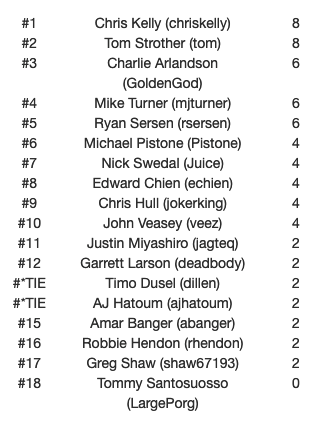 #1 Chris Kelly (chriskelly) 8
#2 Tom Strother (tom) 8
#3 Charlie Arlandson 6
(GoldenGod)
#4 Mike Turner (mjturner) 6
#5 Ryan Sersen (rsersen) 6
#6 Michael Pistone (Pistone) 4
#7 Nick Swedal (Juice) 4
#8 Edward Chien (echien) 4
#9 Chris Hull (jokerking) 4
#10 John Veasey (veez) 4
#11 Justin Miyashiro (jagteq) 2
#12 Garrett Larson (deadbody) 2
#*TIE Timo Dusel (dillen) 2
#*TIE AJ Hatoum (ajhatoum) 2
#15 Amar Banger (abanger) 2
#16 Robbie Hendon (rhendon) 2
#17 Greg Shaw (shaw67193) 2
#18 Tommy Santosuosso 0
(LargePorg)